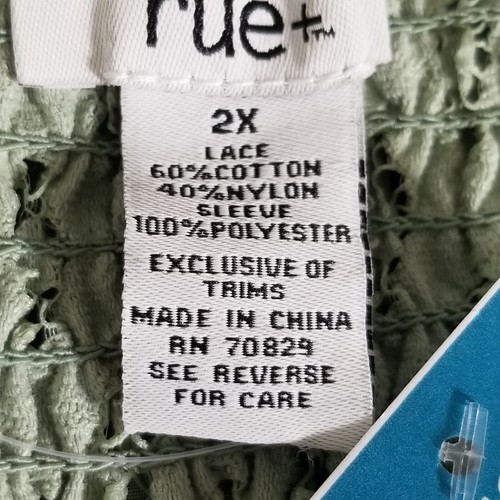 rue+™
2X
LACE
60%COTTON
40%NYLON
SLEEVE
100%POLYESTER
EXCLUSIVE OF
TRIMS
MADE IN CHINA
RN 70829
SEE REVERSE
FOR CARE